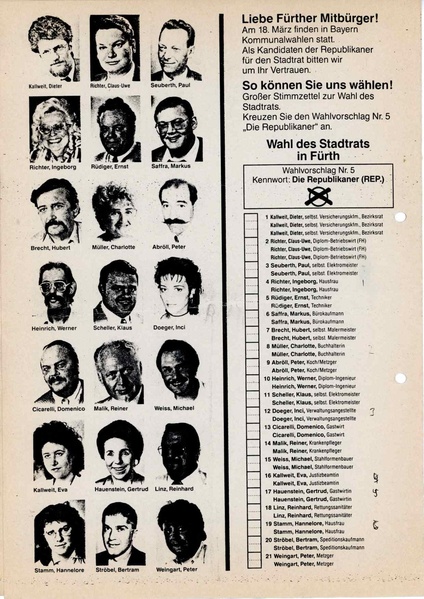 Kallweit, Dieter
Richter, Claus-Uwe
Seuberth, Paul
Richter, Ingeborg
Rüdiger, Ernst
Saffra, Markus
Brecht, Hubert
Müller, Charlotte
Abröll, Peter
Heinrich, Werner
Scheller, Klaus
Doeger, Inci
Cicarelli, Domenico
Malik, Reiner
Weiss, Michael
Kallweit, Eva
Hauenstein, Gertrud
Linz, Reinhard
Stamm, Hannelore
Ströbel, Bertram
Weingart, Peter
Liebe Fürther Mitbürger!
Am 18. März finden in Bayern
Kommunalwahlen statt.
Als Kandidaten der Republikaner
für den Stadtrat bitten wir
um Ihr Vertrauen.
So können Sie uns wählen!
Großer Stimmzettel zur Wahl des
Stadtrats.
Kreuzen Sie den Wahlvorschlag Nr. 5
„Die Republikaner“ an.
Wahl des Stadtrats
in Fürth
Wahlvorschlag Nr. 5
Kennwort: Die Republikaner (REP.)
1 Kallweit, Dieter, selbst. Versicherungskfm., Bezirksrat
Kallweit, Dieter, selbst. Versicherungskfm., Bezirksrat
Kallweit, Dieter, selbst. Versicherungskfm., Bezirksrat
2 Richter, Claus-Uwe, Diplom-Betriebswirt (FH)
Richter, Claus-Uwe, Diplom-Betriebswirt (FH)
Richter, Claus-Uwe, Diplom-Betriebswirt (FH)
3 Seuberth, Paul, selbst. Elektromeister
Seuberth, Paul, selbst. Elektromeister
4 Richter, Ingeborg, Hausfrau
Richter, Ingeborg, Hausfrau
5 Rüdiger, Ernst, Techniker
Rüdiger, Ernst, Techniker
6 Saffra, Markus, Bürokaufmann
Saffra, Markus, Bürokaufmann
7 Brecht, Hubert, selbst. Malermeister
Brecht, Hubert, selbst. Malermeister
8 Müller, Charlotte, Buchhalterin
Müller, Charlotte, Buchhalterin
9 Abröll, Peter, Koch/Metzger
Abröll, Peter, Koch/Metzger
10 Heinrich, Werner, Diplom-Ingenieur
Heinrich, Werner, Diplom-Ingenieur
11 Scheller, Klaus, selbst. Elektromeister
Scheller, Klaus, selbst. Elektromeister
12 Doeger, Inci, Verwaltungsangestellte 3
Doeger, Inci, Verwaltungsangestellte
13 Cicarelli, Domenico, Gastwirt
Cicarelli, Domenico, Gastwirt
14 Malik, Reiner, Krankenpfleger
Malik, Reiner, Krankenpfleger
15 Weiss, Michael, Stahlformenbauer
Weiss, Michael, Stahlformenbauer
16 Kallweit, Eva, Justizbeamtin
Kallweit, Eva, Justizbeamtin
17 Hauenstein, Gertrud, Gastwirtin
Hauenstein, Gertrud, Gastwirtin
18 Linz, Reinhard, Rettungssanitäter
Linz, Reinhard, Rettungssanitäter
19 Stamm, Hannelore, Hausfrau
Stamm, Hannelore, Hausfrau
20 Ströbel, Bertram, Speditionskaufmann
Ströbel, Bertram, Speditionskaufmann
21 Weingart, Peter, Metzger
Weingart, Peter, Metzger